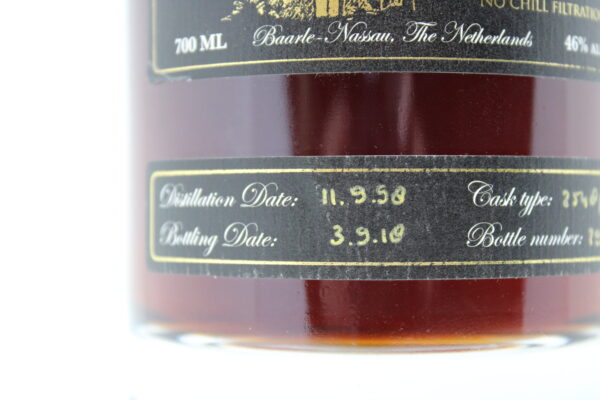 NO CHILL FILTRATION
700 ML Baarle-Nassau, The Netherlands 46%
Distillation Date: 11.9.98 Cask type:
Bottling Date: 3.9.10 Bottle number: